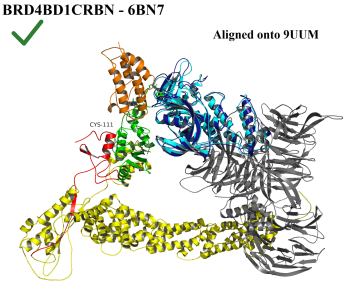 BRD4BD1CRBN - 6BN7
Aligned onto 9UUM
CYS-111